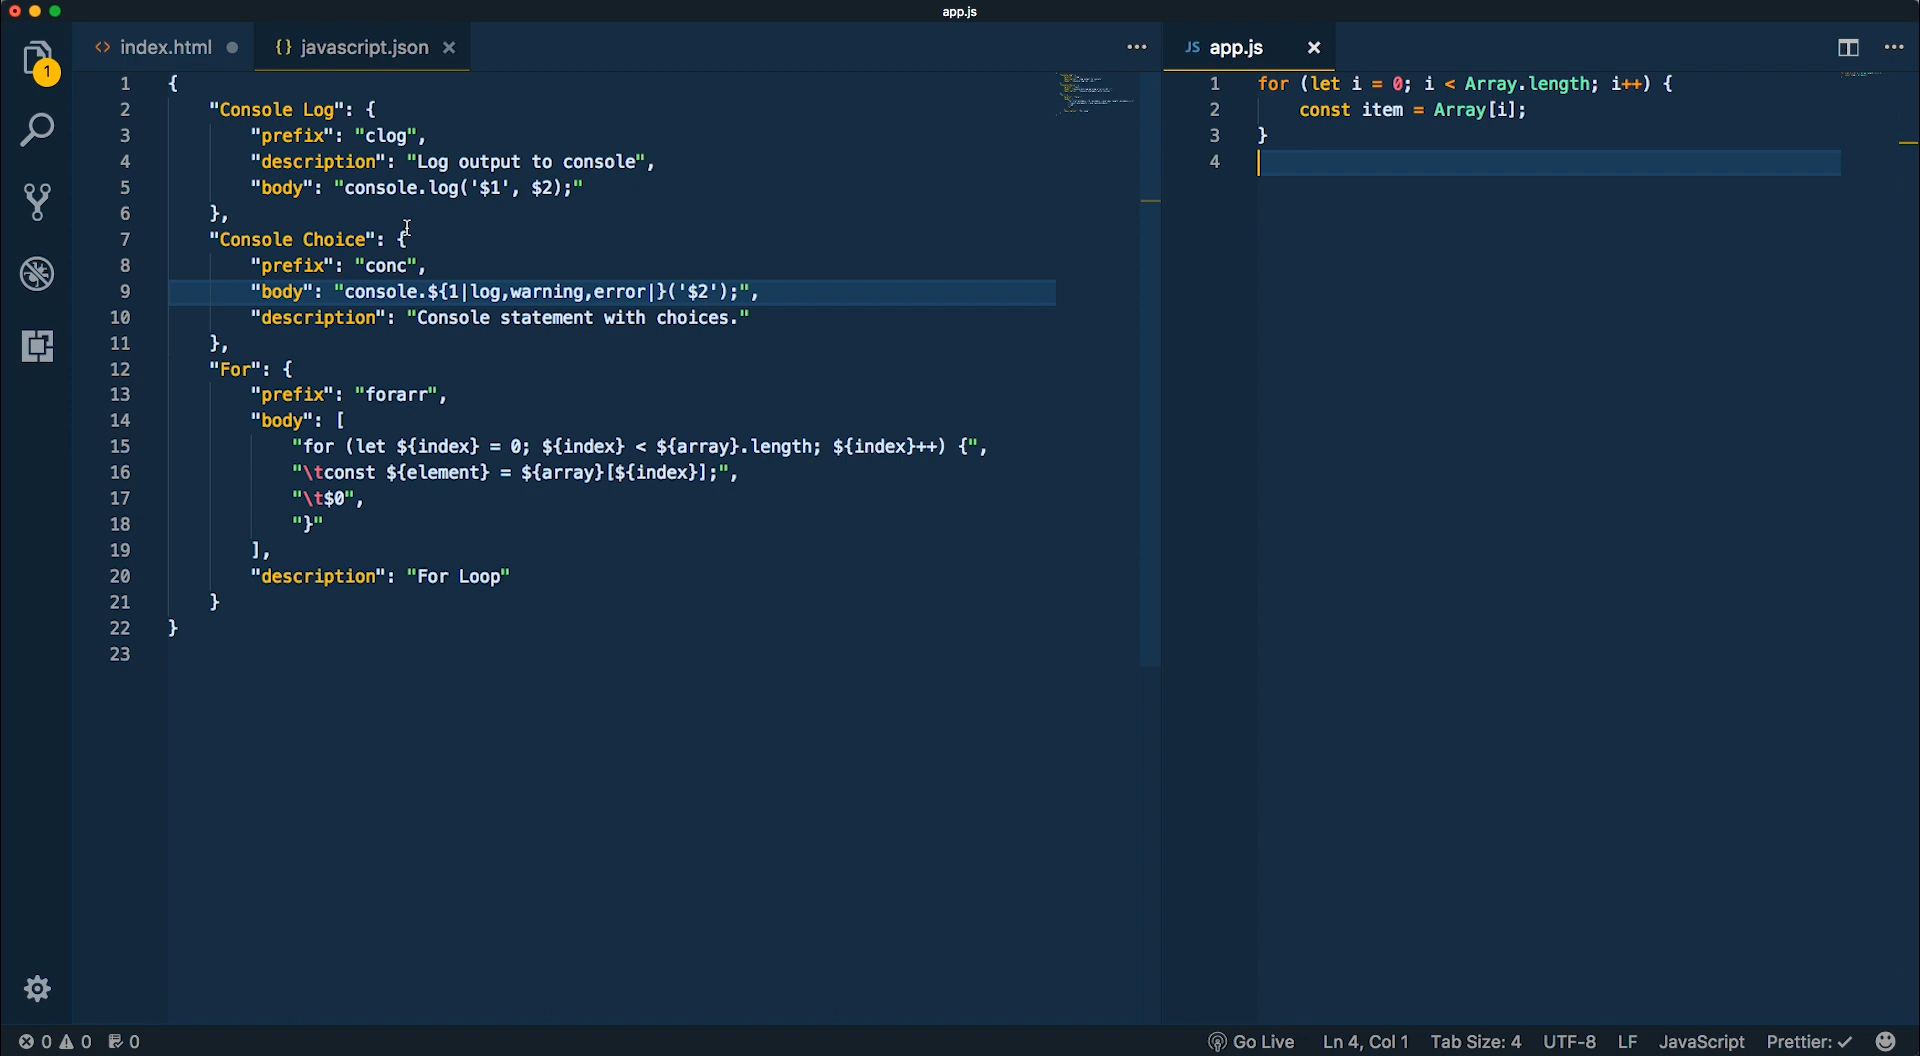 app.js
1
<> index.html
{} javascript.json
1 {
2 "Console Log": {
3 "prefix": "clog",
4 "description": "Log output to console",
5 "body": "console.log('$1', $2);"
6 },
7 "Console Choice": {
8 "prefix": "conc",
9 "body": "console.${1|log,warning,error|}('$2');",
10 "description": "Console statement with choices."
11 },
12 "For": {
13 "prefix": "forarr",
14 "body": [
15 "for (let ${index} = 0; ${index} < ${array}.length; ${index}++) {",
16 "\tconst ${element} = ${array}[${index}];",
17 "\t$0",
18 "}"
19 ],
20 "description": "For Loop"
21 }
22 }
23
JS app.js
1 for (let i = 0; i < Array.length; i++) {
2 const item = Array[i];
3 }
4
0 0 0
Go Live Ln 4, Col 1 Tab Size: 4 UTF-8 LF JavaScript Prettier: ✓